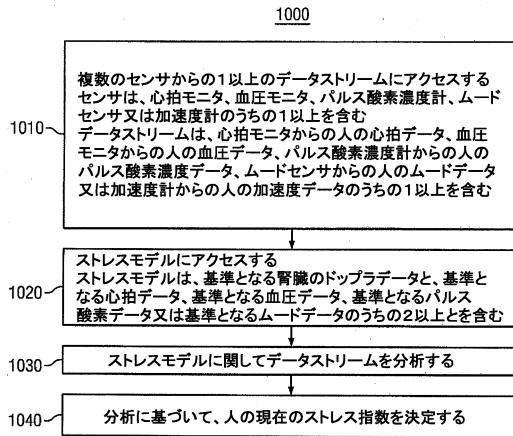 1000
1010
複数のセンサからの1以上のデータストリームにアクセスする
センサは、心拍モニタ、血圧モニタ、パルス酸素濃度計、ムード
センサ又は加速度計のうちの1以上を含む
データストリームは、心拍モニタからの人の心拍データ、血圧
モニタからの人の血圧データ、パルス酸素濃度計からの人の
パルス酸素濃度データ、ムードセンサからの人のムードデータ
又は加速度計からの人の加速度データのうちの1以上を含む
1020
ストレスモデルにアクセスする
ストレスモデルは、基準となる腎臓のドップラデータと、基準と
なる心拍データ、基準となる血圧データ、基準となるパルス
酸素データ又は基準となるムードデータのうちの2以上とを含む
1030
ストレスモデルに関してデータストリームを分析する
1040
分析に基づいて、人の現在のストレス指数を決定する